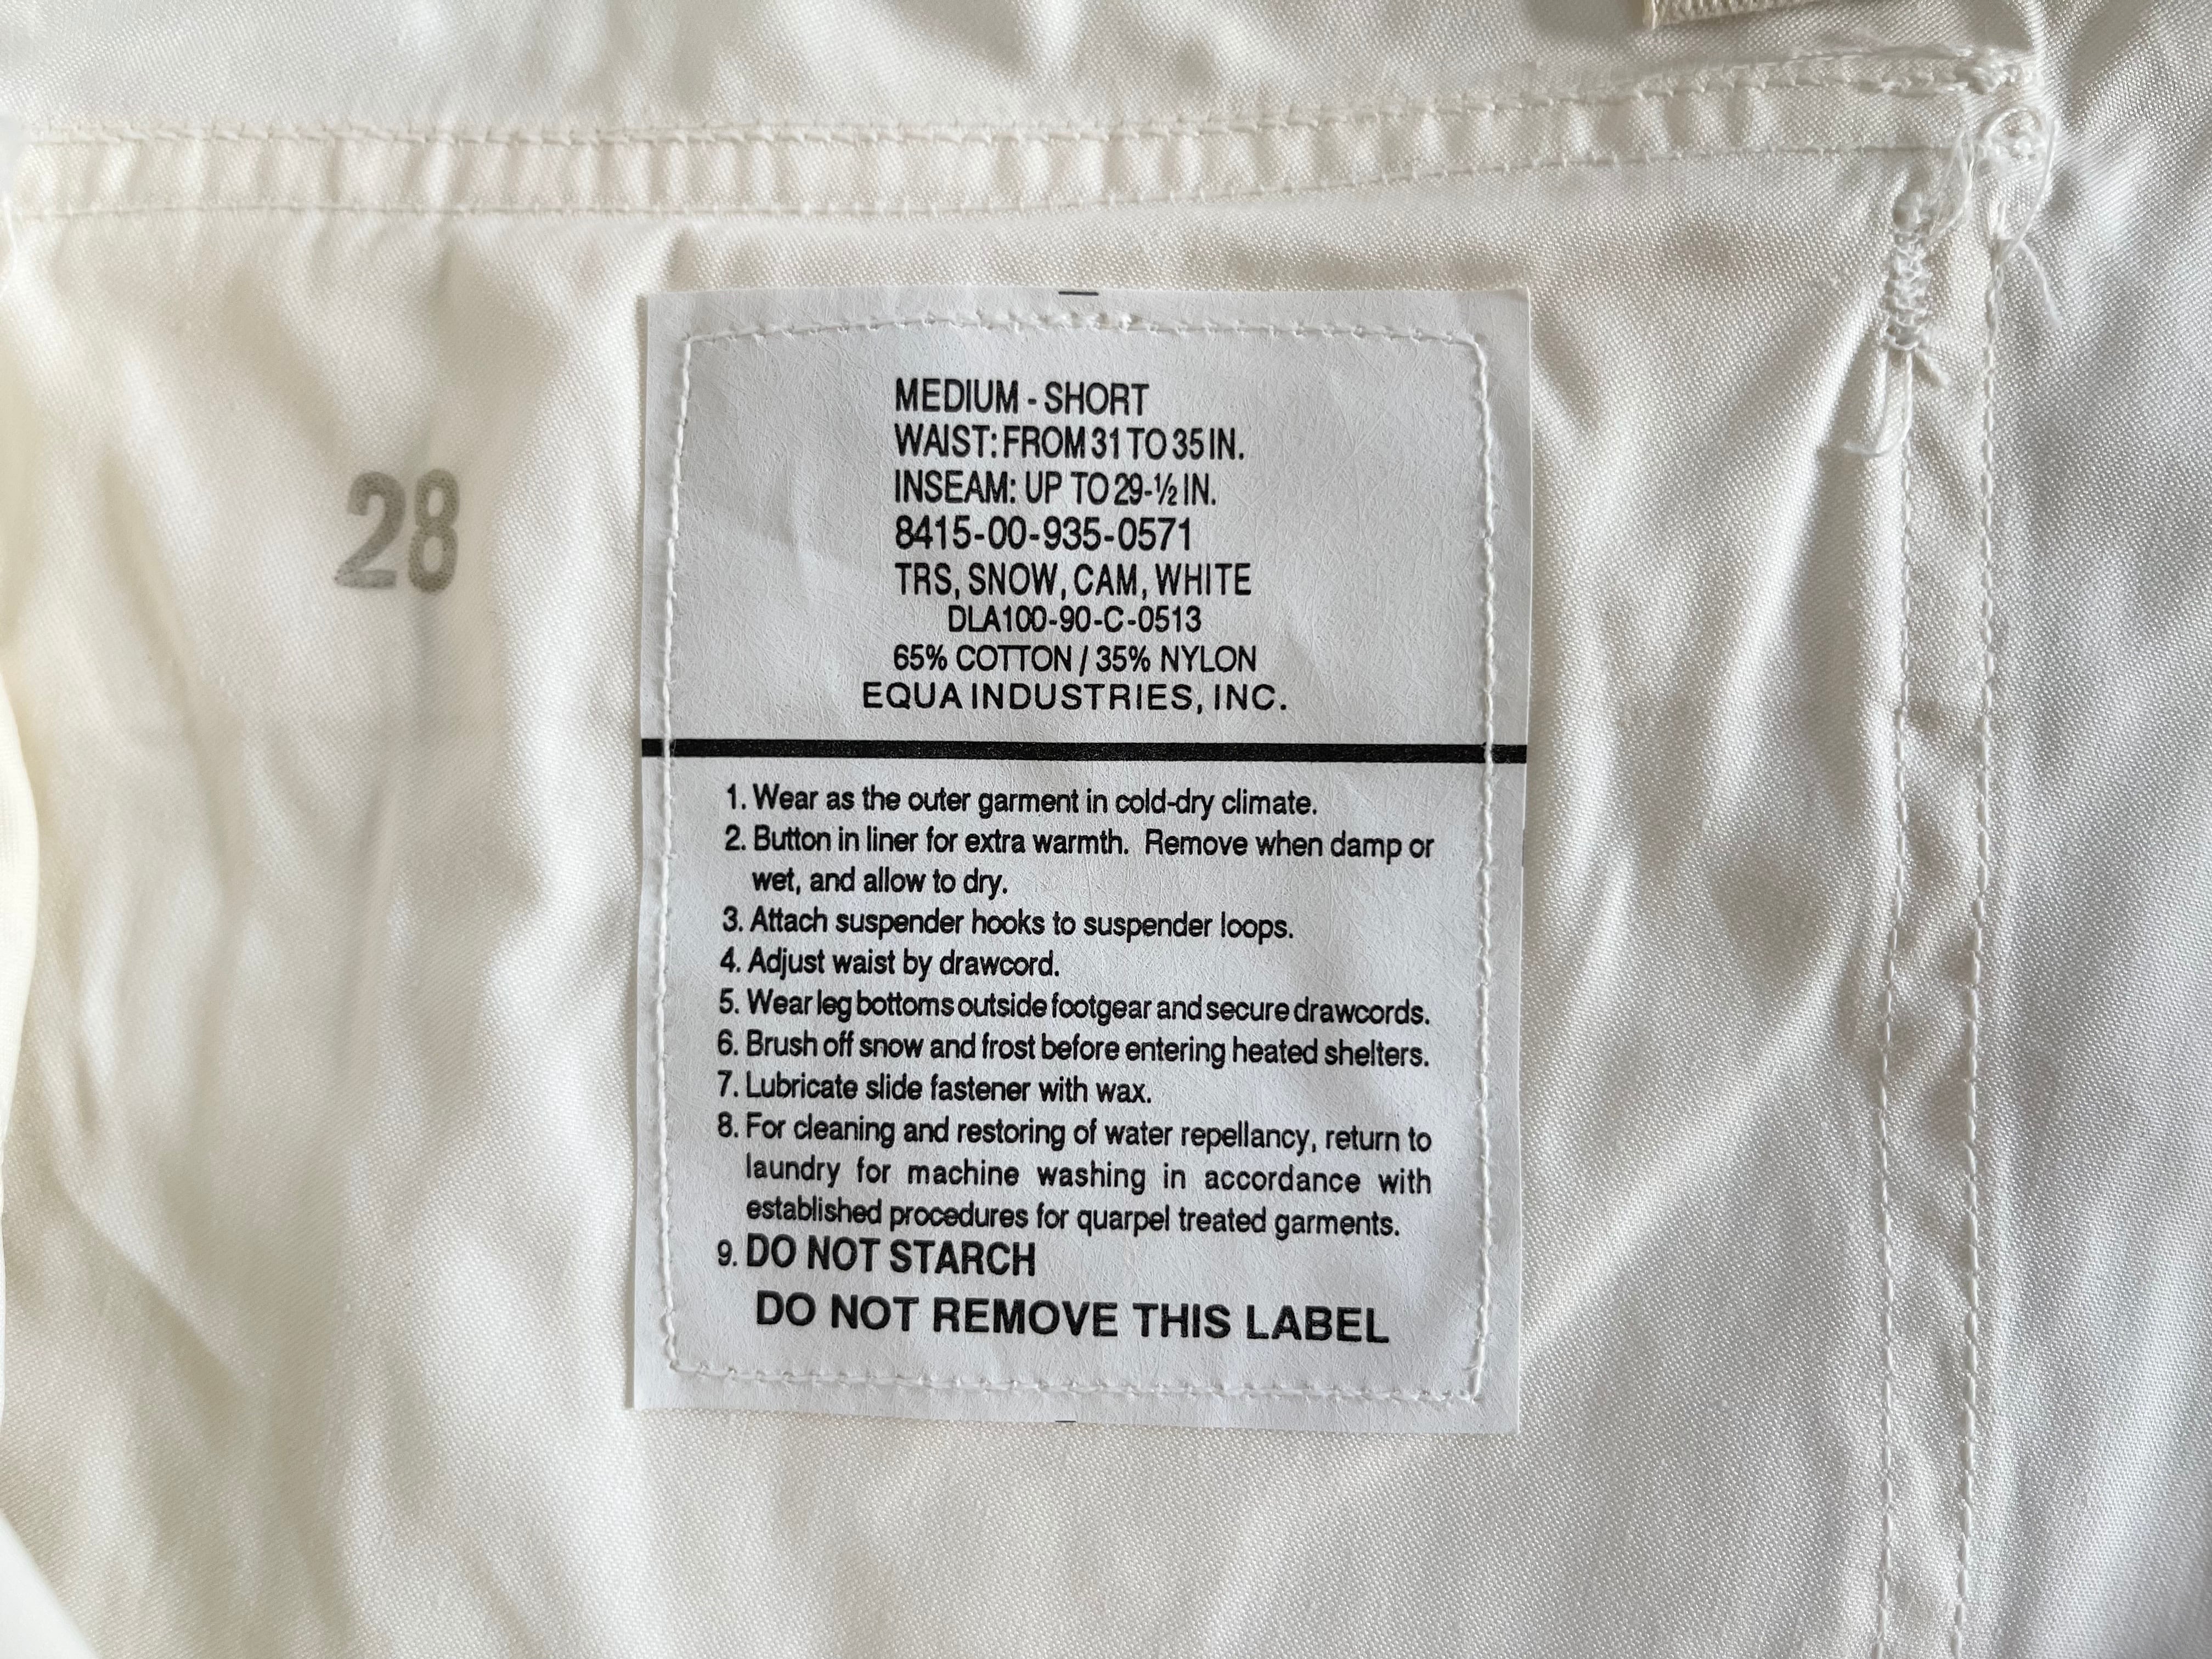 28
MEDIUM - SHORT
WAIST: FROM 31 TO 35 IN.
INSEAM: UP TO 29-½ IN.
8415-00-935-0571
TRS, SNOW, CAM, WHITE
DLA100-90-C-0513
65% COTTON / 35% NYLON
EQUA INDUSTRIES, INC.
1. Wear as the outer garment in cold-dry climate.
2. Button in liner for extra warmth. Remove when damp or
wet, and allow to dry.
3. Attach suspender hooks to suspender loops.
4. Adjust waist by drawcord.
5. Wear leg bottoms outside footgear and secure drawcords.
6. Brush off snow and frost before entering heated shelters.
7. Lubricate slide fastener with wax.
8. For cleaning and restoring of water repellancy, return to
laundry for machine washing in accordance with
established procedures for quarpel treated garments.
9. DO NOT STARCH
DO NOT REMOVE THIS LABEL